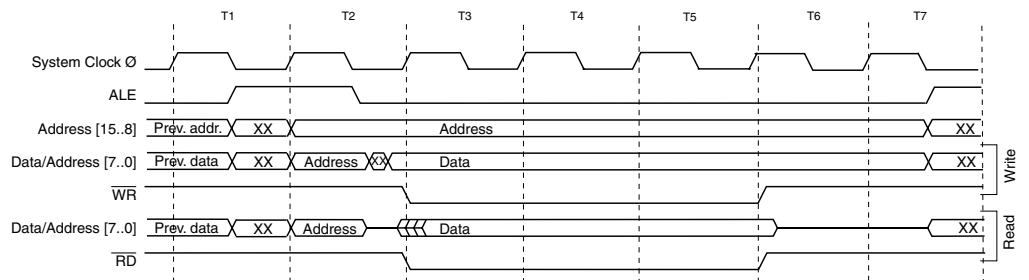 T1 T2 T3 T4 T5 T6 T7
System Clock Ø
ALE
Address [15..8] Prev. addr. XX Address XX
Data/Address [7..0] Prev. data XX Address XX Data XX
WR
Write
Data/Address [7..0] Prev. data XX Address Data XX
RD
Read